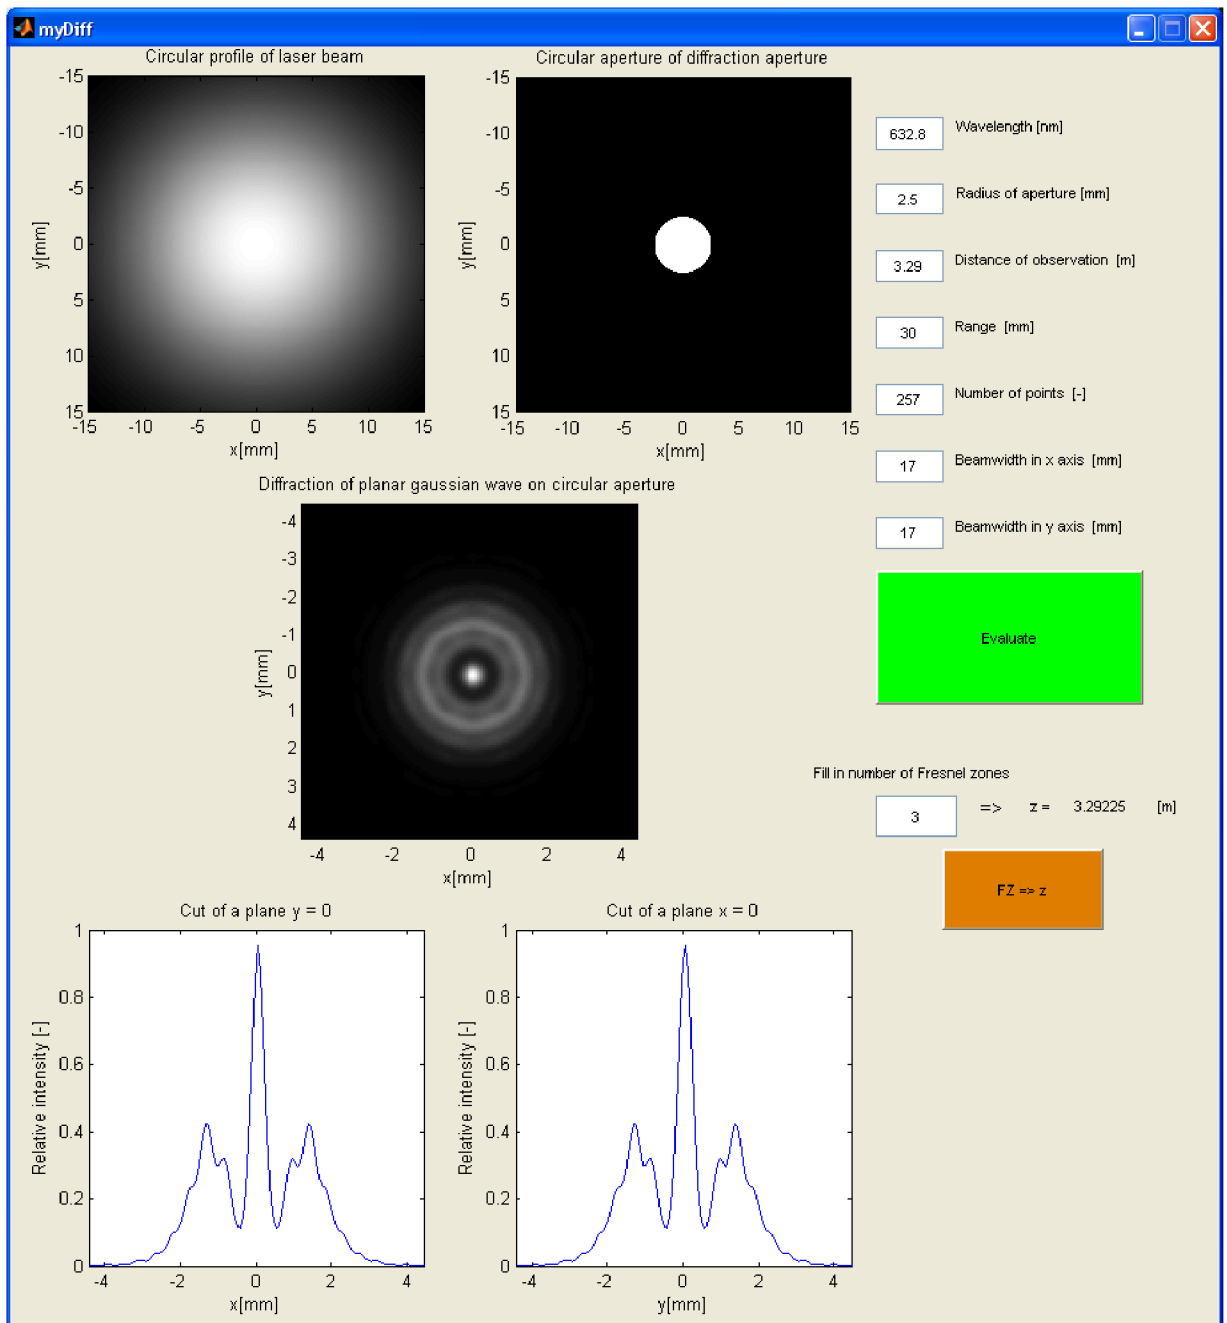 myDiff
Circular profile of laser beam
-15
-10
-5
0
5
10
15
y[mm]
-15 -10 -5 0 5 10 15
x[mm]
Circular aperture of diffraction aperture
-15
-10
-5
0
5
10
15
y[mm]
-15 -10 -5 0 5 10 15
x[mm]
632.8 Wavelength [nm]
2.5 Radius of aperture [mm]
3.29 Distance of observation [m]
30 Range [mm]
257 Number of points [-]
17 Beamwidth in x axis [mm]
17 Beamwidth in y axis [mm]
Evaluate
Diffraction of planar gaussian wave on circular aperture
-4
-3
-2
-1
0
1
2
3
4
y[mm]
-4 -2 0 2 4
x[mm]
Fill in number of Fresnel zones
3 => z = 3.29225 [m]
FZ => z
Cut of a plane y = 0
1
0.8
0.6
0.4
0.2
0
Relative intensity [-]
-4 -2 0 2 4
x[mm]
Cut of a plane x = 0
1
0.8
0.6
0.4
0.2
0
Relative intensity [-]
-4 -2 0 2 4
y[mm]